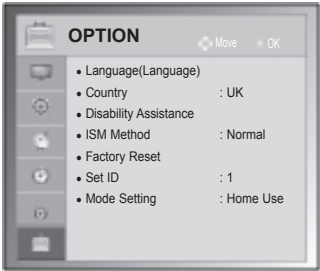 OPTION
Move OK
• Language(Language)
• Country : UK
• Disability Assistance
• ISM Method : Normal
• Factory Reset
• Set ID : 1
• Mode Setting : Home Use